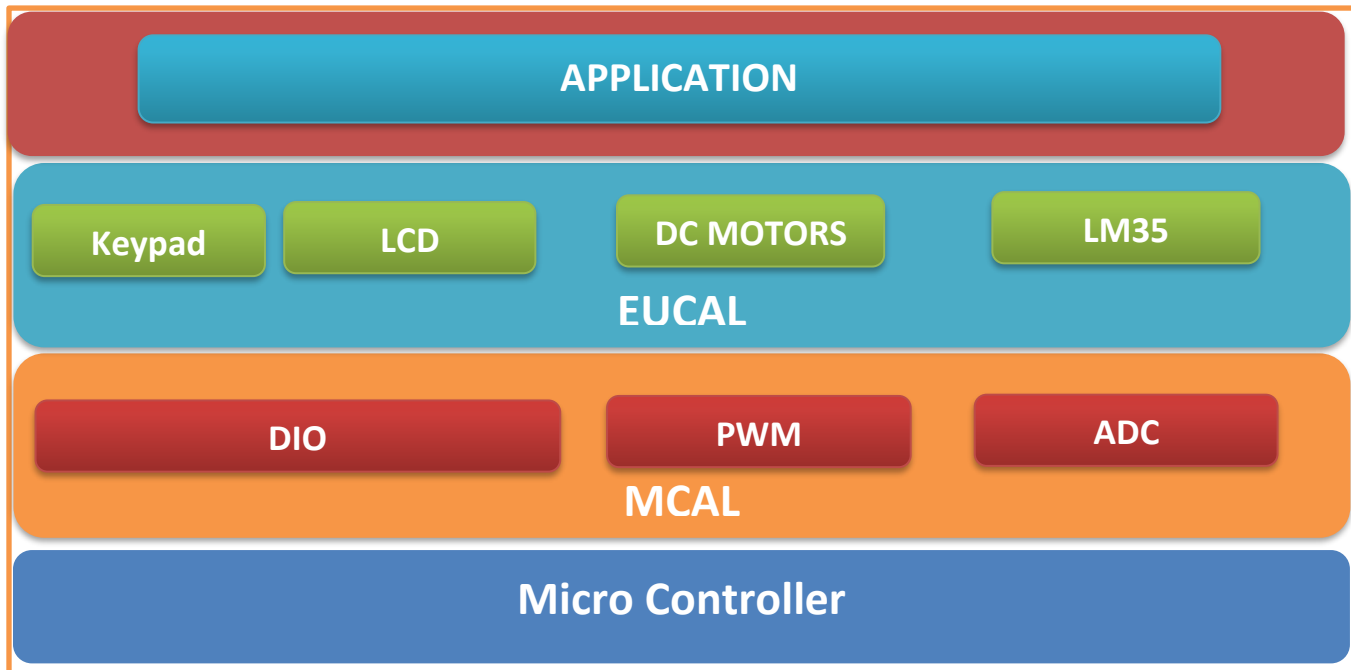 APPLICATION
Keypad LCD DC MOTORS LM35
EUCAL
DIO PWM ADC
MCAL
Micro Controller